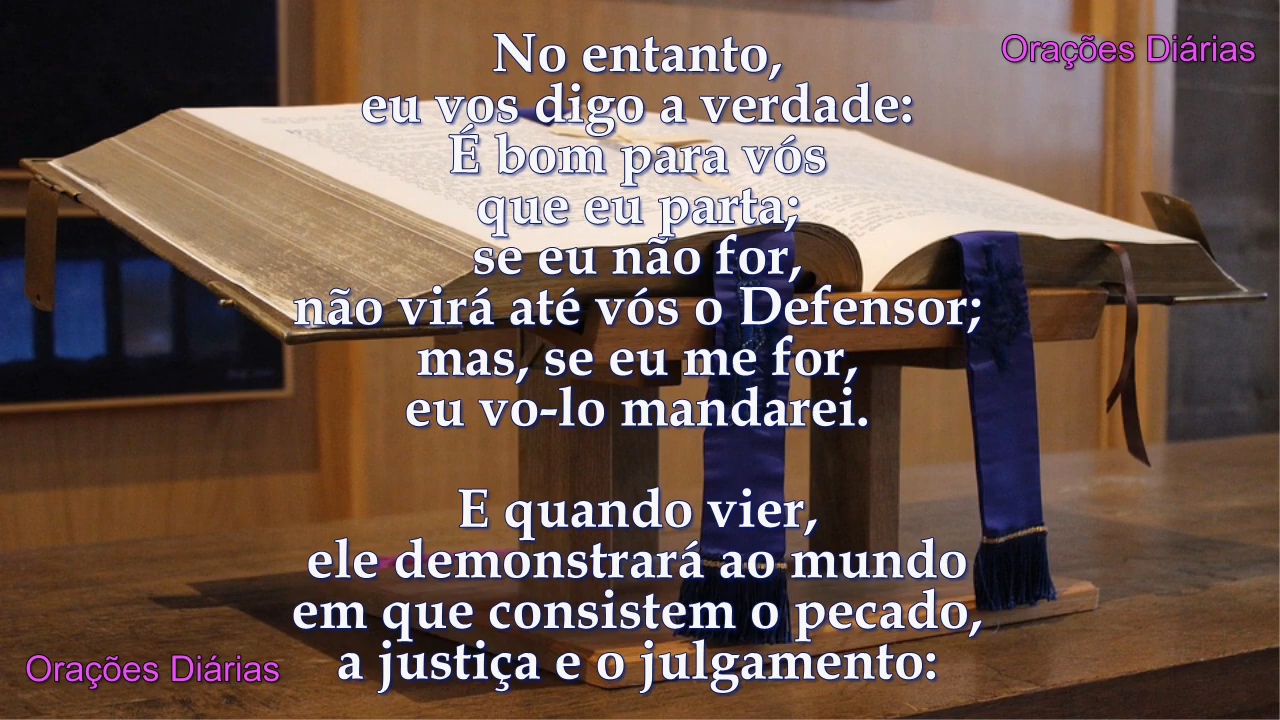 Orações Diárias
No entanto,
eu vos digo a verdade:
É bom para vós
que eu parta;
se eu não for,
não virá até vós o Defensor;
mas, se eu me for,
eu vo-lo mandarei.
E quando vier,
ele demonstrará ao mundo
em que consistem o pecado,
a justiça e o julgamento:
Orações Diárias